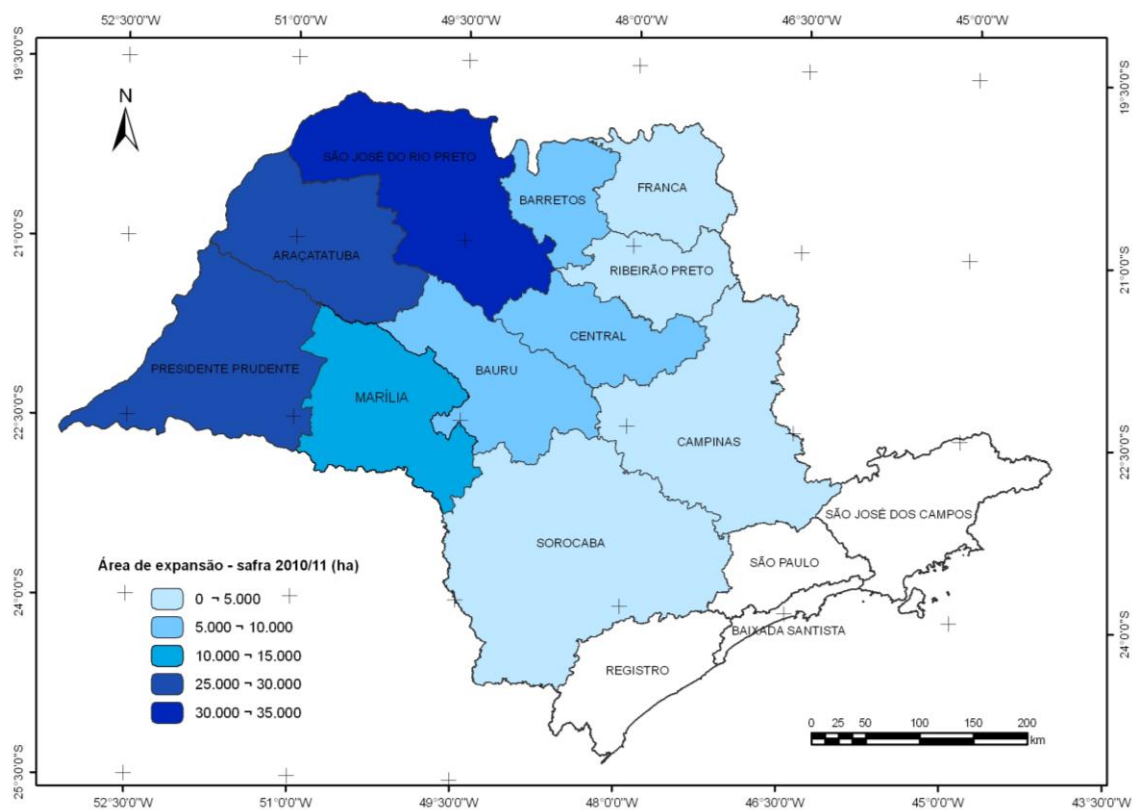 52°30'0"W 51°0'0"W 49°30'0"W 48°0'0"W 46°30'0"W 45°0'0"W
19°30'0"S
19°30'0"S
N
SÃO JOSÉ DO RIO PRETO
FRANCA
BARRETOS
21°0'0"S
21°0'0"S
ARAÇATATUBA
RIBEIRÃO PRETO
CENTRAL
PRESIDENTE PRUDENTE
BAURU
MARÍLIA
22°30'0"S
22°30'0"S
CAMPINAS
SÃO JOSÉ DOS CAMPOS
SOROCABA
SÃO PAULO
Área de expansão - safra 2010/11 (ha)
0 ¬ 5.000
5.000 ¬ 10.000
10.000 ¬ 15.000
25.000 ¬ 30.000
30.000 ¬ 35.000
24°0'0"S
24°0'0"S
BAIXADA SANTISTA
REGISTRO
0 25 50 100 150 200
km
25°30'0"S
52°30'0"W 51°0'0"W 49°30'0"W 48°0'0"W 46°30'0"W 45°0'0"W 43°0'0"W